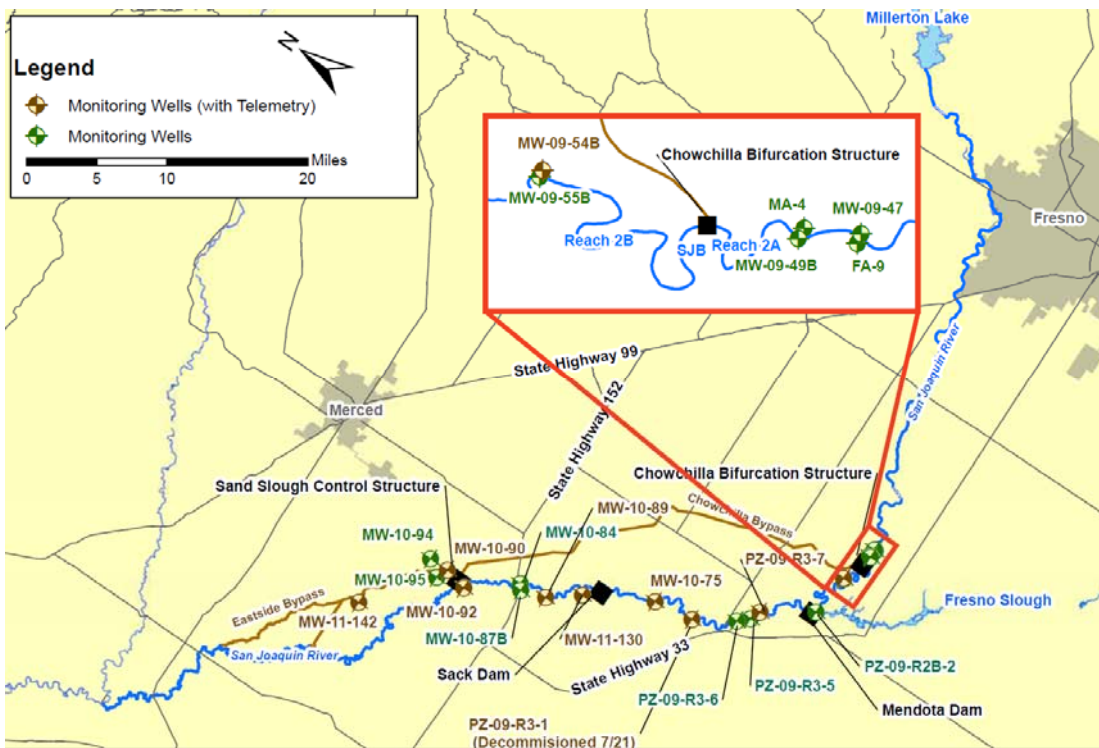 Millerton Lake
N
Legend
Monitoring Wells (with Telemetry)
Monitoring Wells
Miles
0 5 10 20
MW-09-54B
Chowchilla Bifurcation Structure
MW-09-55B
MA-4
MW-09-47
Fresno
Reach 2B
SJB
Reach 2A
MW-09-49B
FA-9
San Joaquin River
State Highway 99
Merced
State Highway 152
Chowchilla Bifurcation Structure
Sand Slough Control Structure
MW-10-89
Chowchilla Bypass
MW-10-94
MW-10-84
MW-10-90
PZ-09-R3-7
MW-10-95
MW-10-75
Eastside Bypass
MW-10-92
Fresno Slough
MW-11-142
MW-10-87B
MW-11-130
San Joaquin River
State Highway 33
PZ-09-R2B-2
Sack Dam
PZ-09-R3-5
PZ-09-R3-6
Mendota Dam
PZ-09-R3-1
(Decommisioned 7/21)